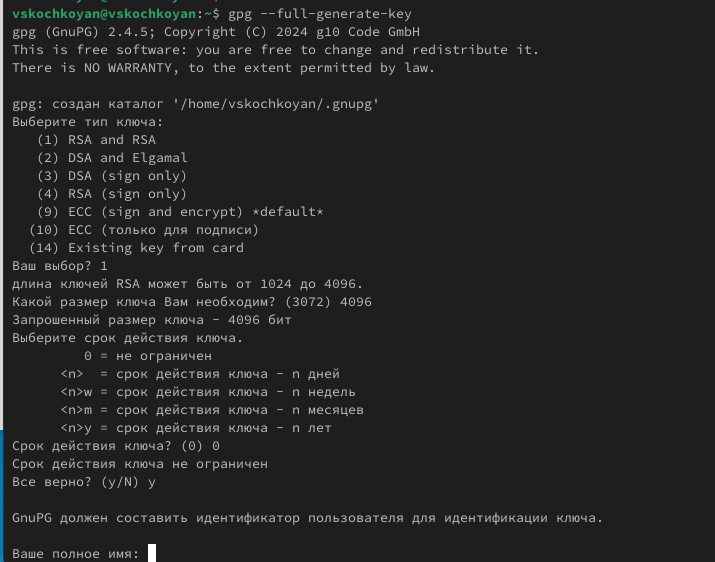 vskochkoyan@vskochkoyan:~$ gpg --full-generate-key
gpg (GnuPG) 2.4.5; Copyright (C) 2024 g10 Code GmbH
This is free software: you are free to change and redistribute it.
There is NO WARRANTY, to the extent permitted by law.
gpg: создан каталог '/home/vskochkoyan/.gnupg'
Выберите тип ключа:
(1) RSA and RSA
(2) DSA and Elgamal
(3) DSA (sign only)
(4) RSA (sign only)
(9) ECC (sign and encrypt) *default*
(10) ECC (только для подписи)
(14) Existing key from card
Ваш выбор? 1
длина ключей RSA может быть от 1024 до 4096.
Какой размер ключа Вам необходим? (3072) 4096
Запрошенный размер ключа - 4096 бит
Выберите срок действия ключа.
0 = не ограничен
<n>  = срок действия ключа - n дней
<n>w = срок действия ключа - n недель
<n>m = срок действия ключа - n месяцев
<n>y = срок действия ключа - n лет
Срок действия ключа? (0) 0
Срок действия ключа не ограничен
Все верно? (y/N) y
GnuPG должен составить идентификатор пользователя для идентификации ключа.
Ваше полное имя: